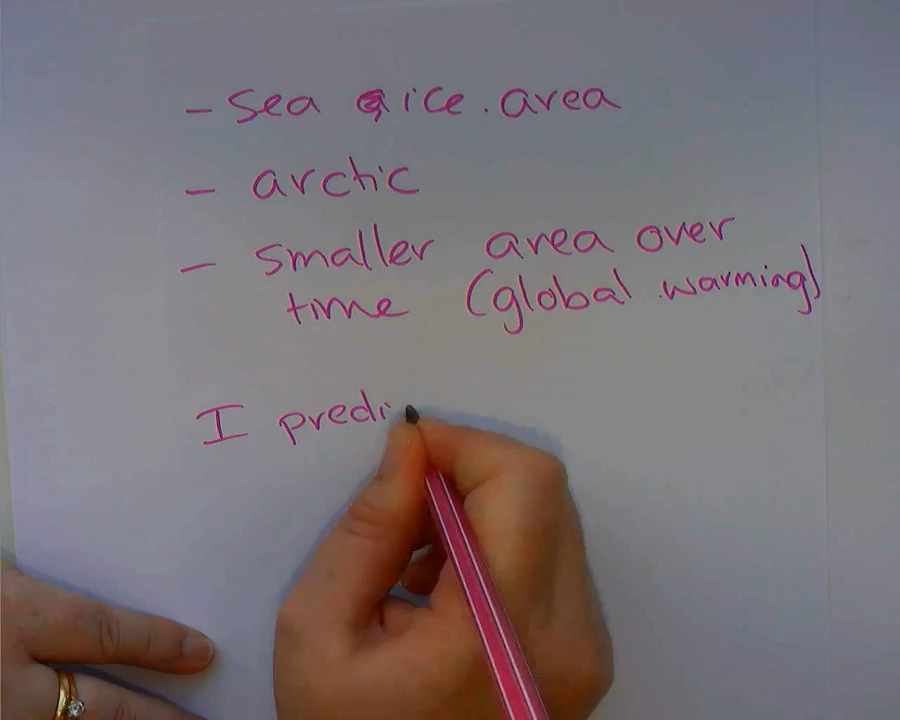 - sea ice area
- arctic
- smaller area over
time (global warming)
I predi